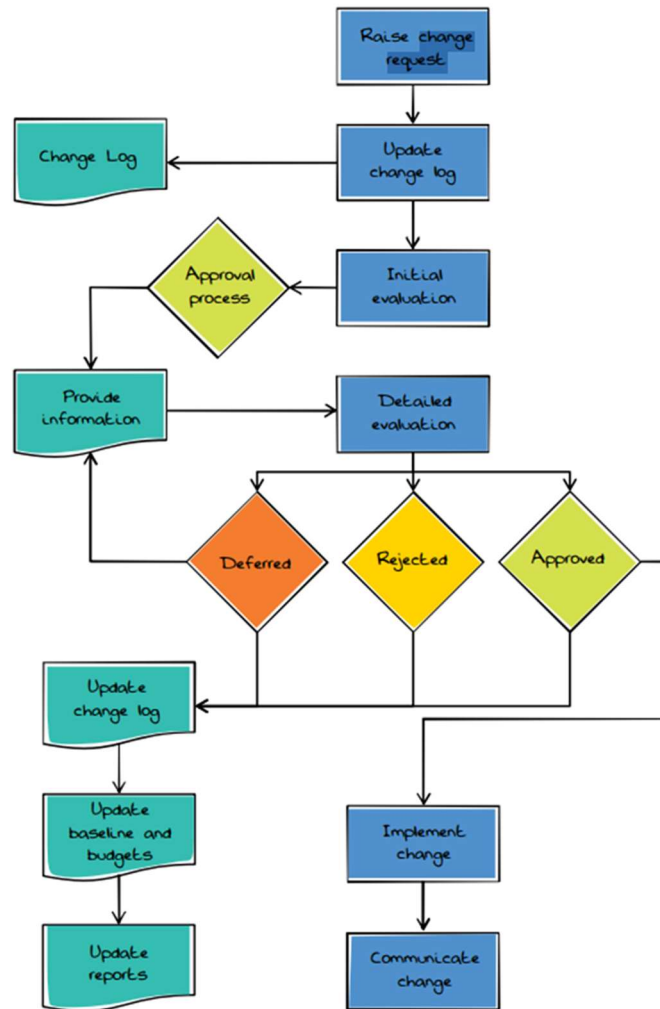 Raise change
request
Change Log
Update
change log
Approval
process
Initial
evaluation
Provide
information
Detailed
evaluation
Deferred
Rejected
Approved
Update
change log
Update
baseline and
budgets
Implement
change
Update
reports
Communicate
change